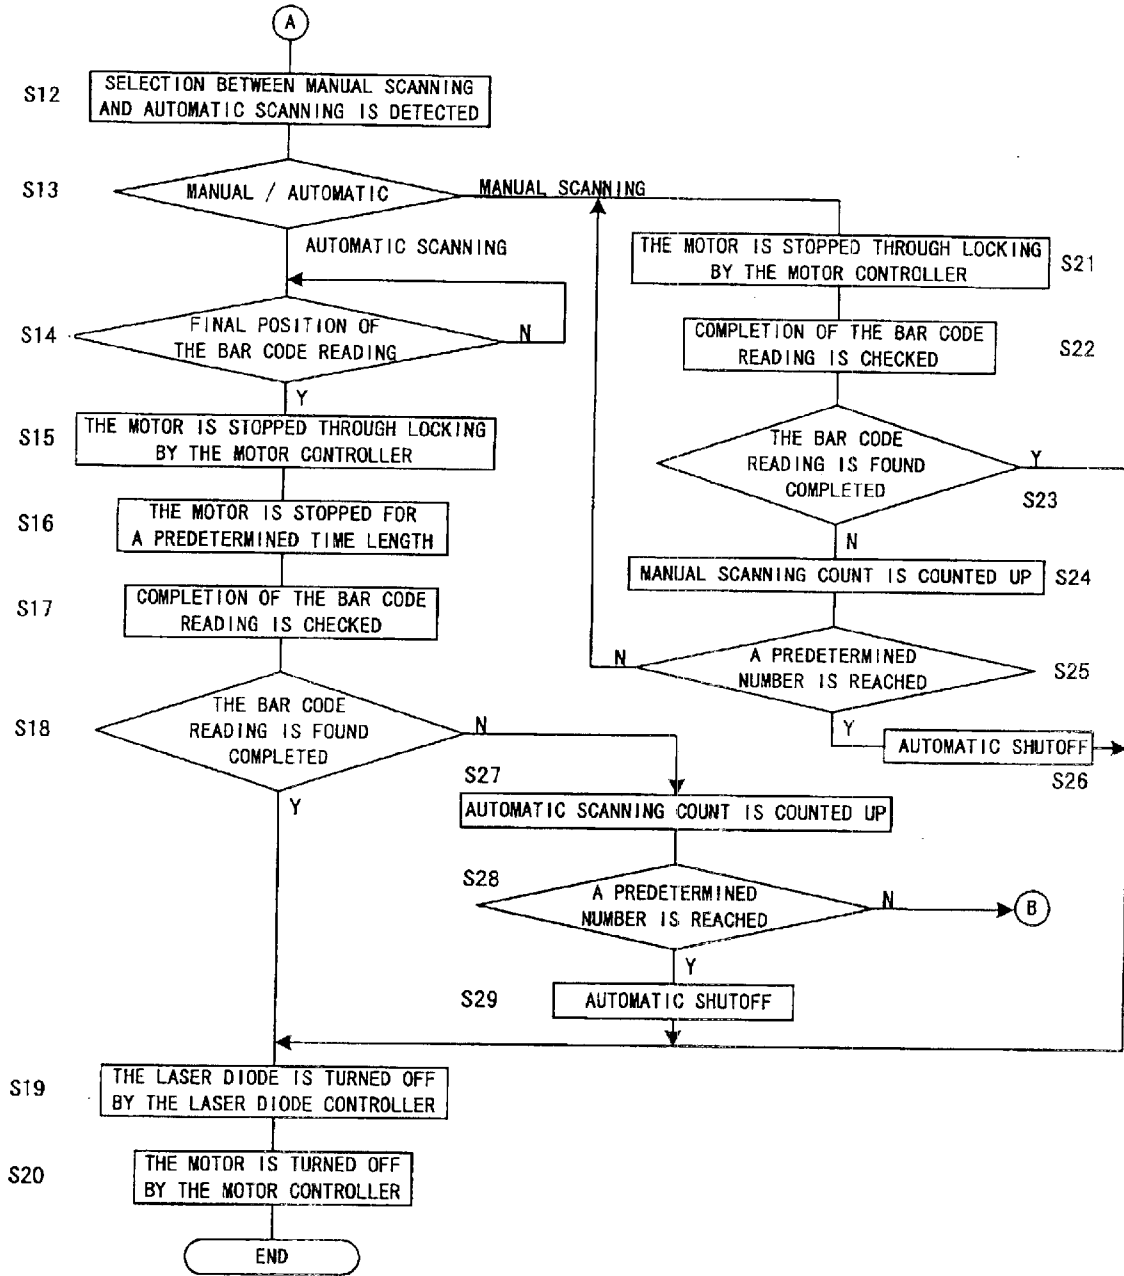 A
S12
SELECTION BETWEEN MANUAL SCANNING
AND AUTOMATIC SCANNING IS DETECTED
S13
MANUAL / AUTOMATIC
MANUAL SCANNING
AUTOMATIC SCANNING
S14
FINAL POSITION OF
THE BAR CODE READING
N
Y
S15
THE MOTOR IS STOPPED THROUGH LOCKING
BY THE MOTOR CONTROLLER
S16
THE MOTOR IS STOPPED FOR
A PREDETERMINED TIME LENGTH
S17
COMPLETION OF THE BAR CODE
READING IS CHECKED
S18
THE BAR CODE
READING IS FOUND
COMPLETED
N
Y
THE MOTOR IS STOPPED THROUGH LOCKING
BY THE MOTOR CONTROLLER
S21
COMPLETION OF THE BAR CODE
READING IS CHECKED
S22
THE BAR CODE
READING IS FOUND
COMPLETED
Y
S23
N
MANUAL SCANNING COUNT IS COUNTED UP
S24
N
A PREDETERMINED
NUMBER IS REACHED
S25
Y
AUTOMATIC SHUTOFF
S26
S27
AUTOMATIC SCANNING COUNT IS COUNTED UP
S28
A PREDETERMINED
NUMBER IS REACHED
N
B
Y
S29
AUTOMATIC SHUTOFF
S19
THE LASER DIODE IS TURNED OFF
BY THE LASER DIODE CONTROLLER
S20
THE MOTOR IS TURNED OFF
BY THE MOTOR CONTROLLER
END